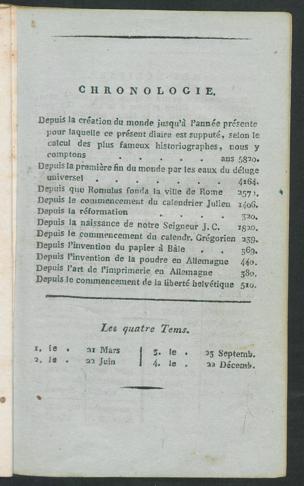 CHRONOLOGIE.
Depuis la création du monde jusqu'à l'année présente
pour laquelle ce présent diaire est supputé, selon le
calcul des plus fameux historiographes, nous y
comptons . . . . . ans 5820.
Depuis la première fin du monde par les eaux du déluge
universel . . . . . . 4164.
Depuis que Romulus fonda la ville de Rome 2571.
Depuis le commencement du calendrier Julien 1406.
Depuis la réformation . . . . 320.
Depuis la naissance de notre Seigneur J. C. 1820.
Depuis le commencement du calendr. Grégorien 239.
Depuis l'invention du papier à Bâle . . 369.
Depuis l'invention de la poudre en Allemagne 440.
Depuis l'art de l'imprimerie en Allemagne 380.
Depuis le commencement de la liberté helvétique 510.
Les quatre Tems.
1. le . 21 Mars | 3. le . 23 Septemb.
2. le . 22 Juin | 4. le . 22 Décemb.